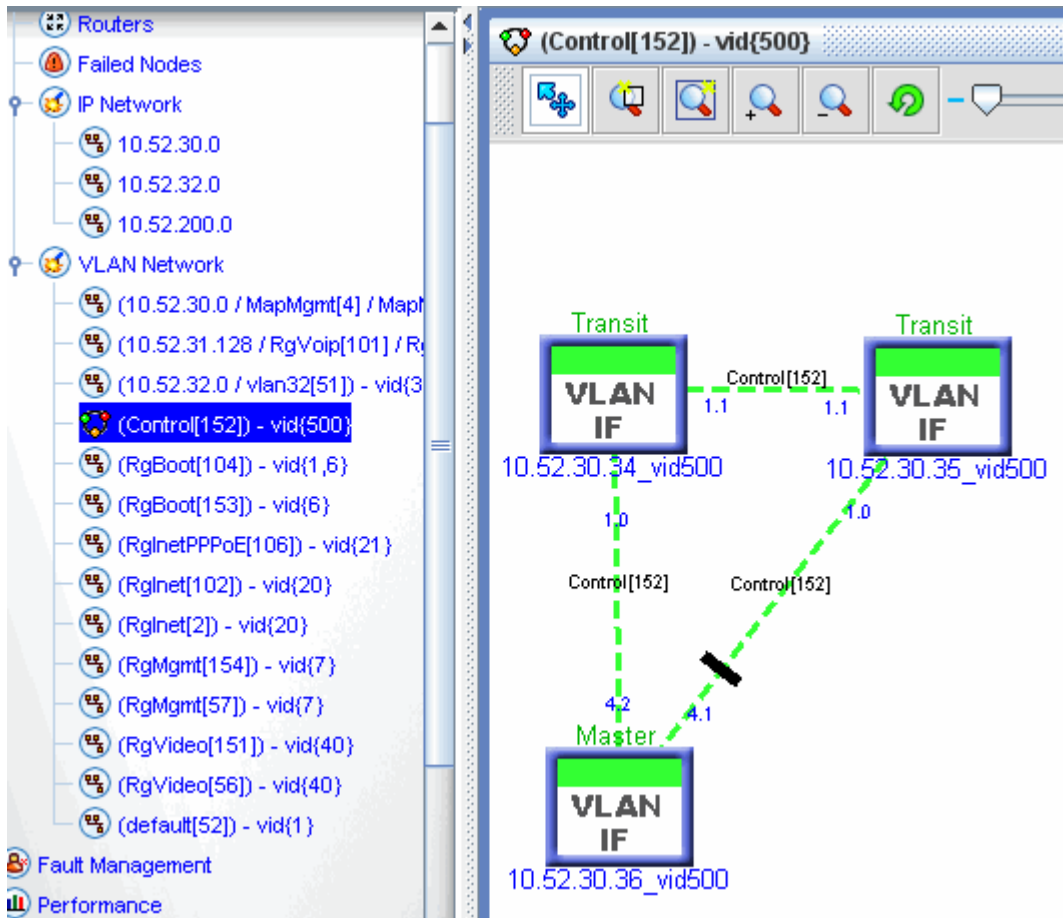 Routers
Failed Nodes
IP Network
10.52.30.0
10.52.32.0
10.52.200.0
VLAN Network
(10.52.30.0 / MapMgmt[4] / Map
(10.52.31.128 / RgVoip[101] / R
(10.52.32.0 / vlan32[51]) - vid{3
(Control[152]) - vid{500}
(RgBoot[104]) - vid{1,6}
(RgBoot[153]) - vid{6}
(RgInetPPPoE[106]) - vid{21}
(RgInet[102]) - vid{20}
(RgInet[2]) - vid{20}
(RgMgmt[154]) - vid{7}
(RgMgmt[57]) - vid{7}
(RgVideo[151]) - vid{40}
(RgVideo[56]) - vid{40}
(default[52]) - vid{1}
Fault Management
Performance
(Control[152]) - vid{500}
Transit
VLAN
IF
10.52.30.34_vid500
Transit
VLAN
IF
10.52.30.35_vid500
Control[152]
1.1
1.1
1.0
1.0
Control[152]
Control[152]
4.2
4.1
Master
VLAN
IF
10.52.30.36_vid500